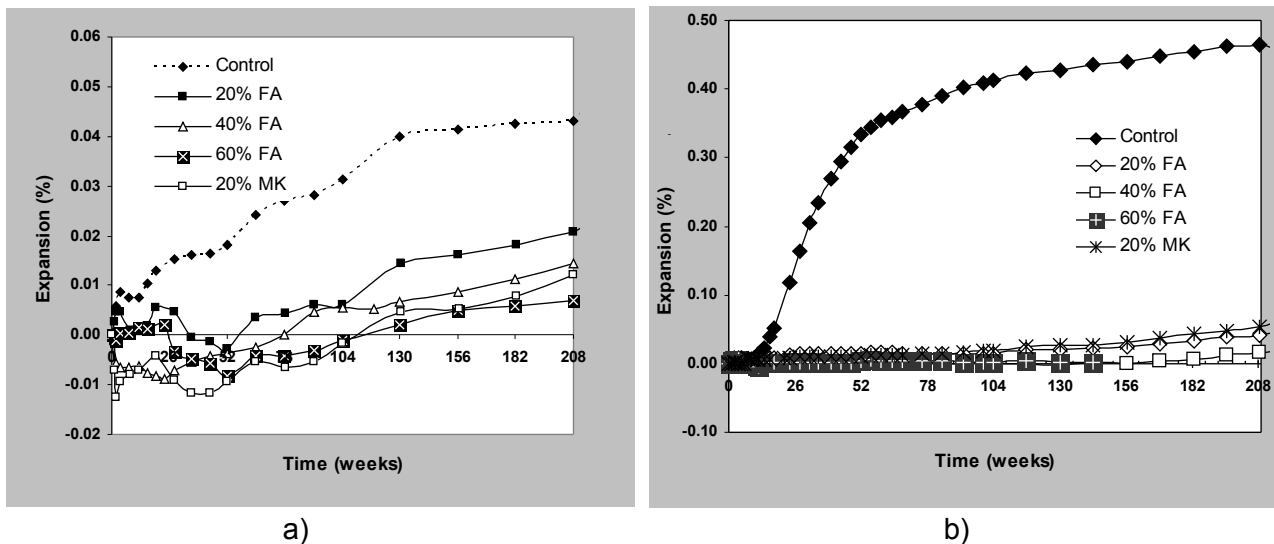 0.06
0.05
0.04
0.03
0.02
0.01
0.00
-0.01
-0.02
Expansion (%)
Control
20% FA
40% FA
60% FA
20% MK
26 52 78 104 130 156 182 208
Time (weeks)
a)
0.50
0.40
0.30
0.20
0.10
0.00
-0.10
Expansion (%)
Control
20% FA
40% FA
60% FA
20% MK
0 26 52 78 104 130 156 182 208
Time (weeks)
b)